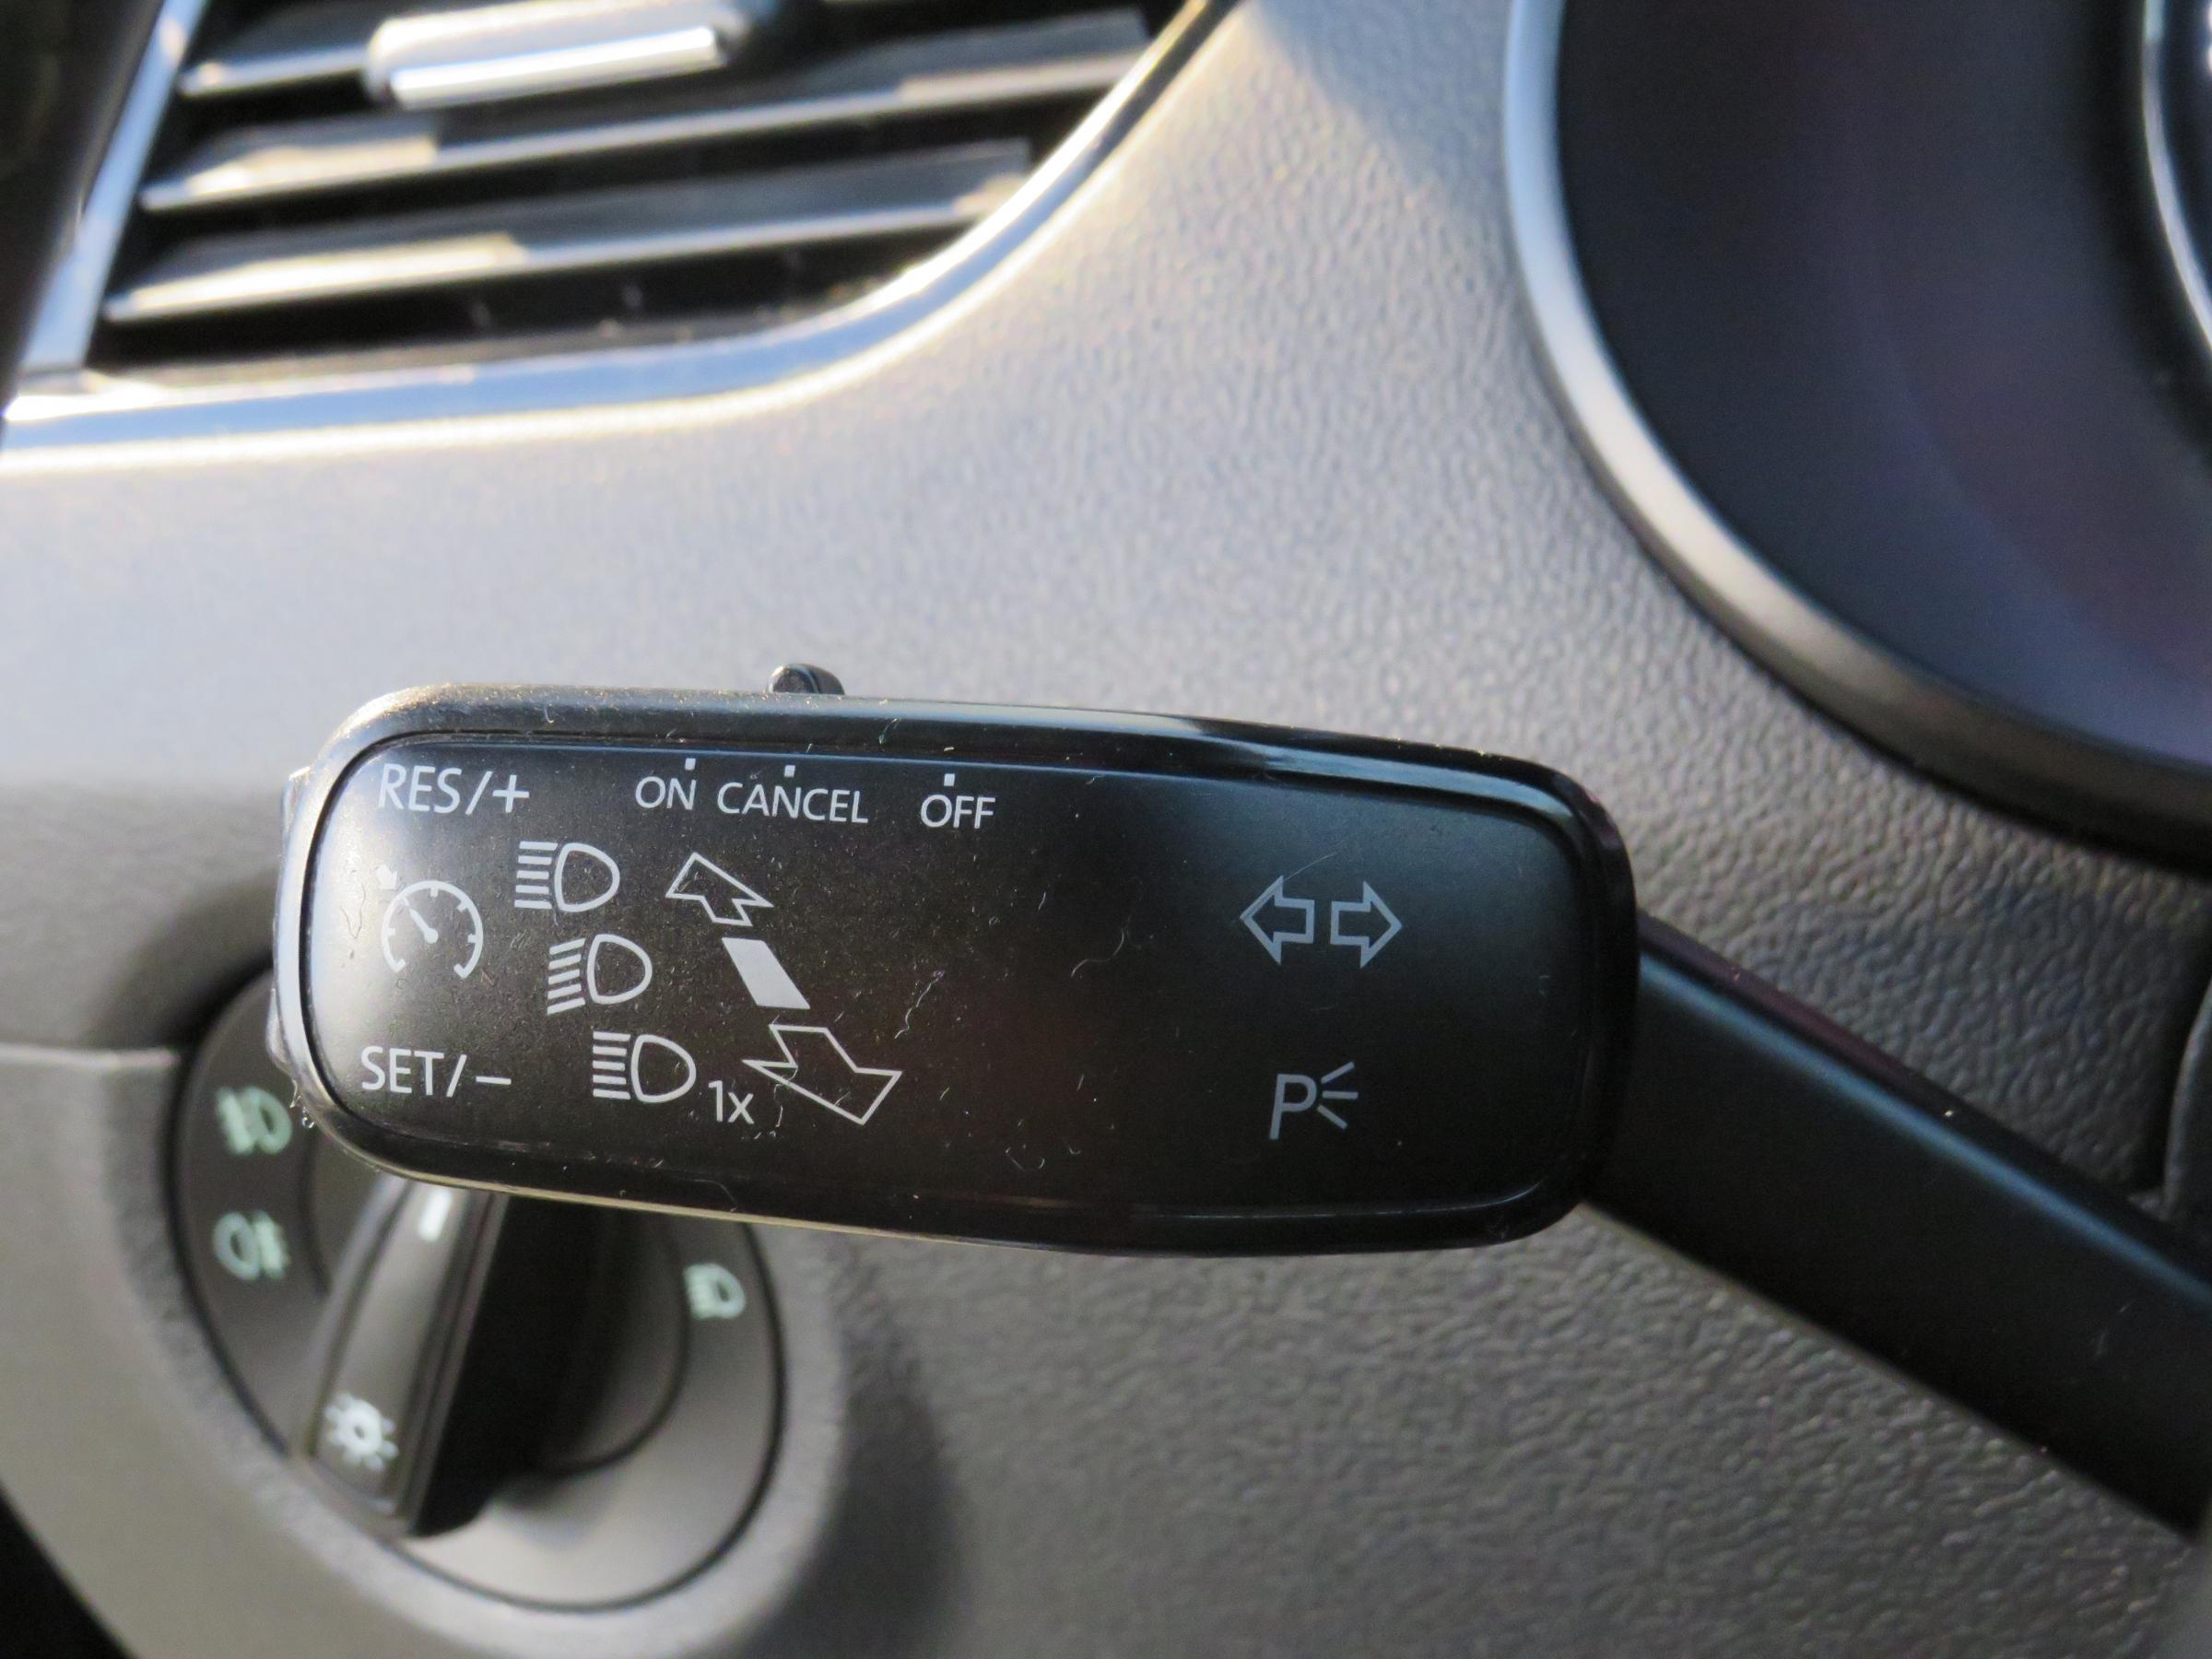 RES/+ ON CANCEL OFF
SET/−
1x
P